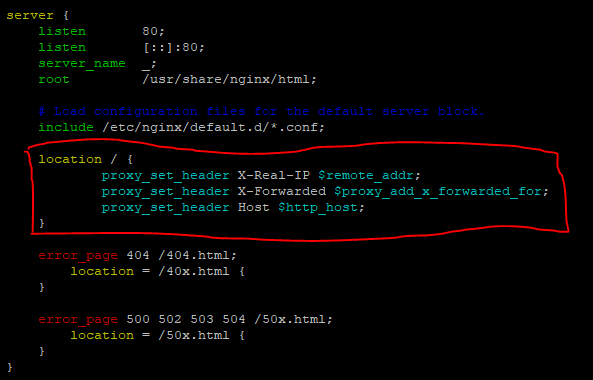 server {
    listen       80;
    listen       [::]:80;
    server_name  _;
    root         /usr/share/nginx/html;
    # Load configuration files for the default server block.
    include /etc/nginx/default.d/*.conf;
    location / {
            proxy_set_header X-Real-IP $remote_addr;
            proxy_set_header X-Forwarded $proxy_add_x_forwarded_for;
            proxy_set_header Host $http_host;
    }
    error_page 404 /404.html;
        location = /40x.html {
    }
    error_page 500 502 503 504 /50x.html;
        location = /50x.html {
    }
}